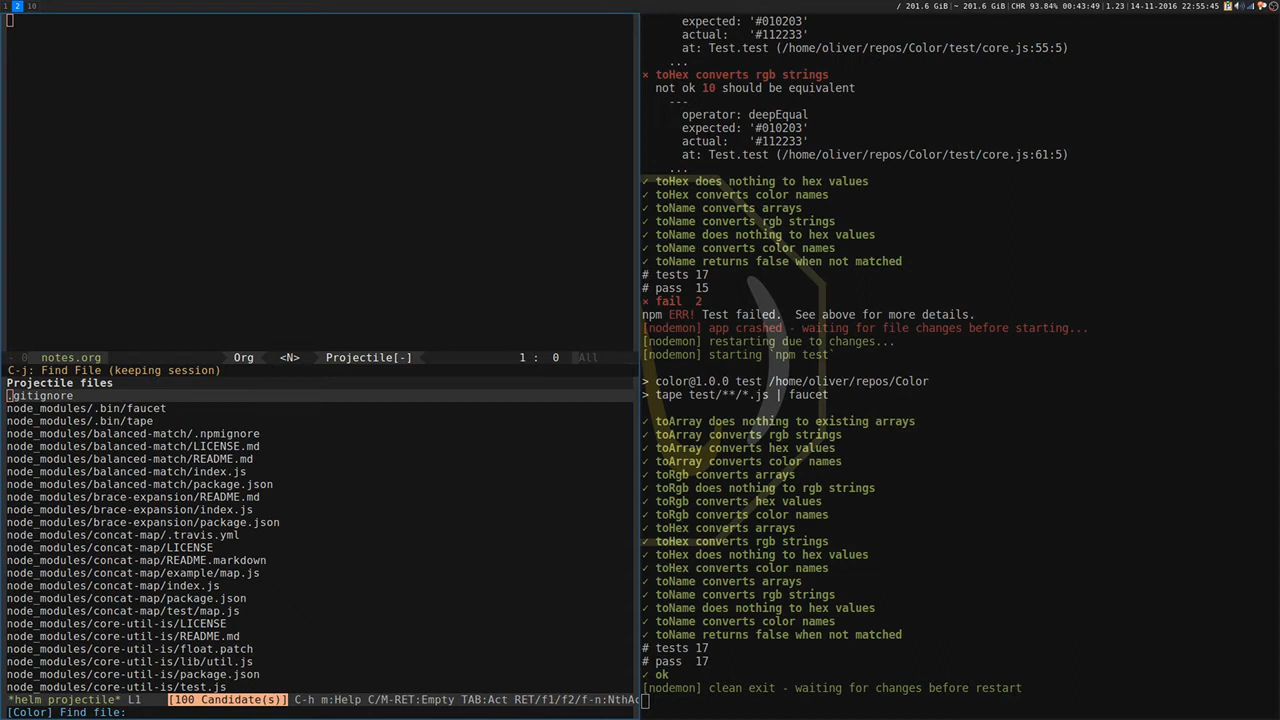 1 2 10
/ 201.6 GiB|~ 201.6 GiB|CHR 93.84% 00:43:49|1.23|14-11-2016 22:55:45
- 0 notes.org Org <N> Projectile[-] 1 : 0 All
C-j: Find File (keeping session)
Projectile files
.gitignore
node_modules/.bin/faucet
node_modules/.bin/tape
node_modules/balanced-match/.npmignore
node_modules/balanced-match/LICENSE.md
node_modules/balanced-match/README.md
node_modules/balanced-match/index.js
node_modules/balanced-match/package.json
node_modules/brace-expansion/README.md
node_modules/brace-expansion/index.js
node_modules/brace-expansion/package.json
node_modules/concat-map/.travis.yml
node_modules/concat-map/LICENSE
node_modules/concat-map/README.markdown
node_modules/concat-map/example/map.js
node_modules/concat-map/index.js
node_modules/concat-map/package.json
node_modules/concat-map/test/map.js
node_modules/core-util-is/LICENSE
node_modules/core-util-is/README.md
node_modules/core-util-is/float.patch
node_modules/core-util-is/lib/util.js
node_modules/core-util-is/package.json
node_modules/core-util-is/test.js
*helm projectile* L1 [100 Candidate(s)] C-h m:Help C/M-RET:Empty TAB:Act RET/f1/f2/f-n:NthAc
[Color] Find file:
expected: '#010203'
actual: '#112233'
at: Test.test (/home/oliver/repos/Color/test/core.js:55:5)
...
× toHex converts rgb strings
not ok 10 should be equivalent
---
operator: deepEqual
expected: '#010203'
actual: '#112233'
at: Test.test (/home/oliver/repos/Color/test/core.js:61:5)
...
✓ toHex does nothing to hex values
✓ toHex converts color names
✓ toName converts arrays
✓ toName converts rgb strings
✓ toName does nothing to hex values
✓ toName converts color names
✓ toName returns false when not matched
# tests 17
# pass 15
× fail 2
npm ERR! Test failed. See above for more details.
[nodemon] app crashed - waiting for file changes before starting...
[nodemon] restarting due to changes...
[nodemon] starting `npm test`
> color@1.0.0 test /home/oliver/repos/Color
> tape test/**/*.js | faucet
✓ toArray does nothing to existing arrays
✓ toArray converts rgb strings
✓ toArray converts hex values
✓ toArray converts color names
✓ toRgb converts arrays
✓ toRgb does nothing to rgb strings
✓ toRgb converts hex values
✓ toRgb converts color names
✓ toHex converts arrays
✓ toHex converts rgb strings
✓ toHex does nothing to hex values
✓ toHex converts color names
✓ toName converts arrays
✓ toName converts rgb strings
✓ toName does nothing to hex values
✓ toName converts color names
✓ toName returns false when not matched
# tests 17
# pass 17
✓ ok
[nodemon] clean exit - waiting for changes before restart